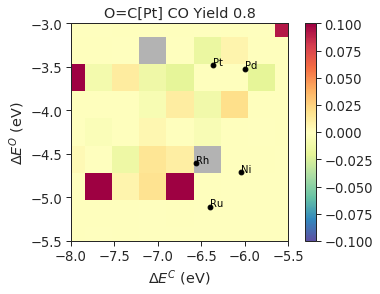 O=C[Pt] CO Yield 0.8
−3.0
−3.5
−4.0
−4.5
−5.0
−5.5
ΔE^O (eV)
Pt
Pd
Rh
Ni
Ru
−8.0 −7.5 −7.0 −6.5 −6.0 −5.5
ΔE^C (eV)
0.100
0.075
0.050
0.025
0.000
−0.025
−0.050
−0.075
−0.100